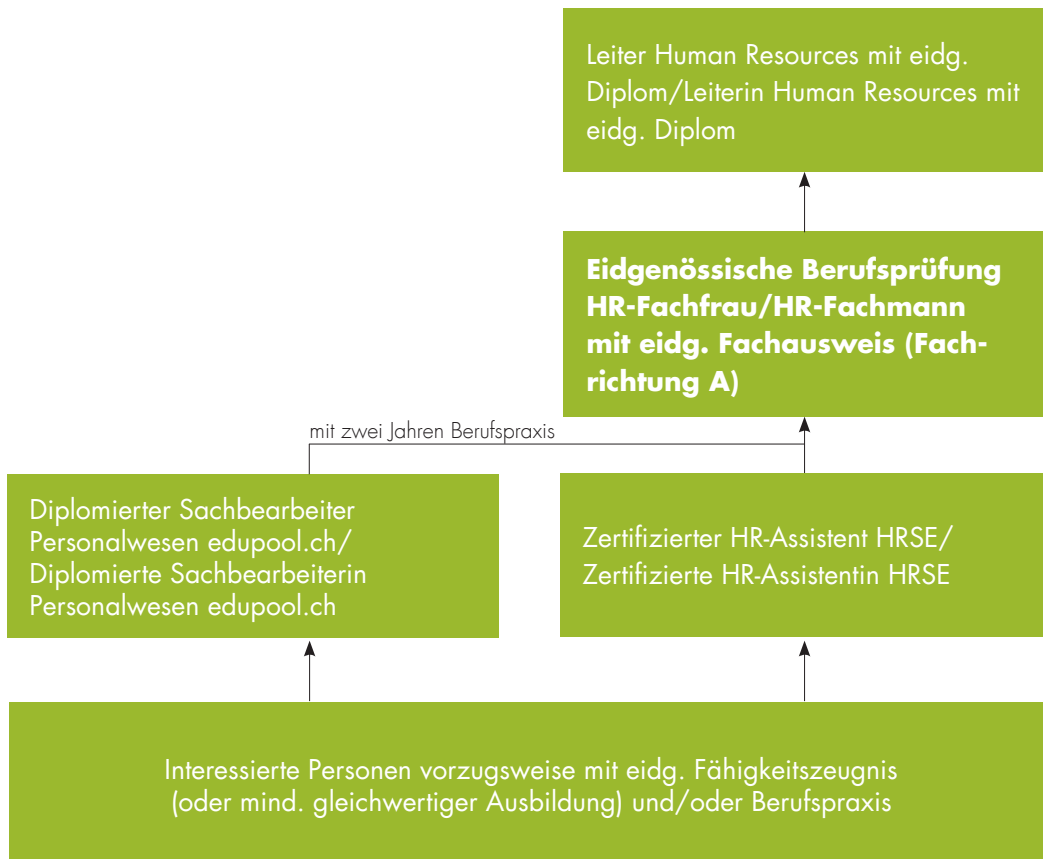 Leiter Human Resources mit eidg.
Diplom/Leiterin Human Resources mit
eidg. Diplom
Eidgenössische Berufsprüfung
HR-Fachfrau/HR-Fachmann
mit eidg. Fachausweis (Fach-
richtung A)
mit zwei Jahren Berufspraxis
Diplomierter Sachbearbeiter
Personalwesen edupool.ch/
Diplomierte Sachbearbeiterin
Personalwesen edupool.ch
Zertifizierter HR-Assistent HRSE/
Zertifizierte HR-Assistentin HRSE
Interessierte Personen vorzugsweise mit eidg. Fähigkeitszeugnis
(oder mind. gleichwertiger Ausbildung) und/oder Berufspraxis